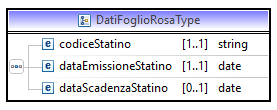 DatiFoglioRosaType
e codiceStatino [1..1] string
e dataEmissioneStatino [1..1] date
e dataScadenzaStatino [0..1] date